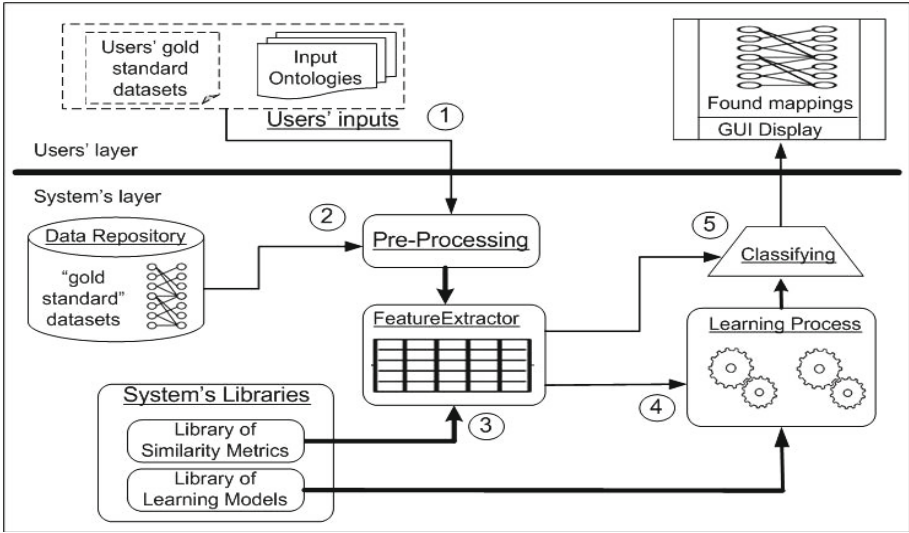 Users' gold
standard
datasets
Input
Ontologies
Users' inputs
1
Found mappings
GUI Display
Users' layer
System's layer
Data Repository
"gold
standard"
datasets
2
Pre-Processing
5
Classifying
FeatureExtractor
Learning Process
System's Libraries
Library of
Similarity Metrics
3
4
Library of
Learning Models